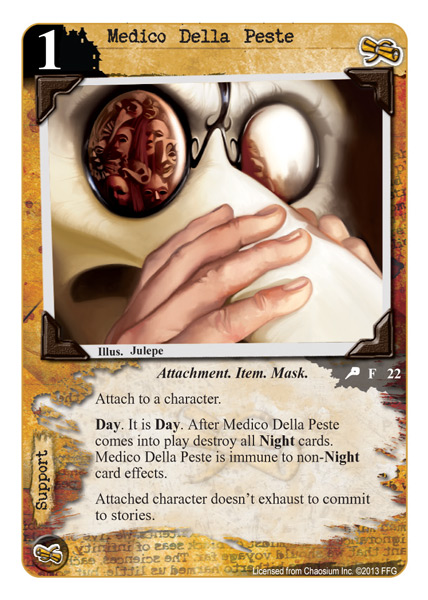 1
Medico Della Peste
Illus. Julepe
Attachment. Item. Mask.
F 22
Attach to a character.
Day. It is Day. After Medico Della Peste
comes into play destroy all Night cards.
Medico Della Peste is immune to non-Night
card effects.
Attached character doesn't exhaust to commit
to stories.
Support
Licensed from Chaosium Inc. ©2013 FFG